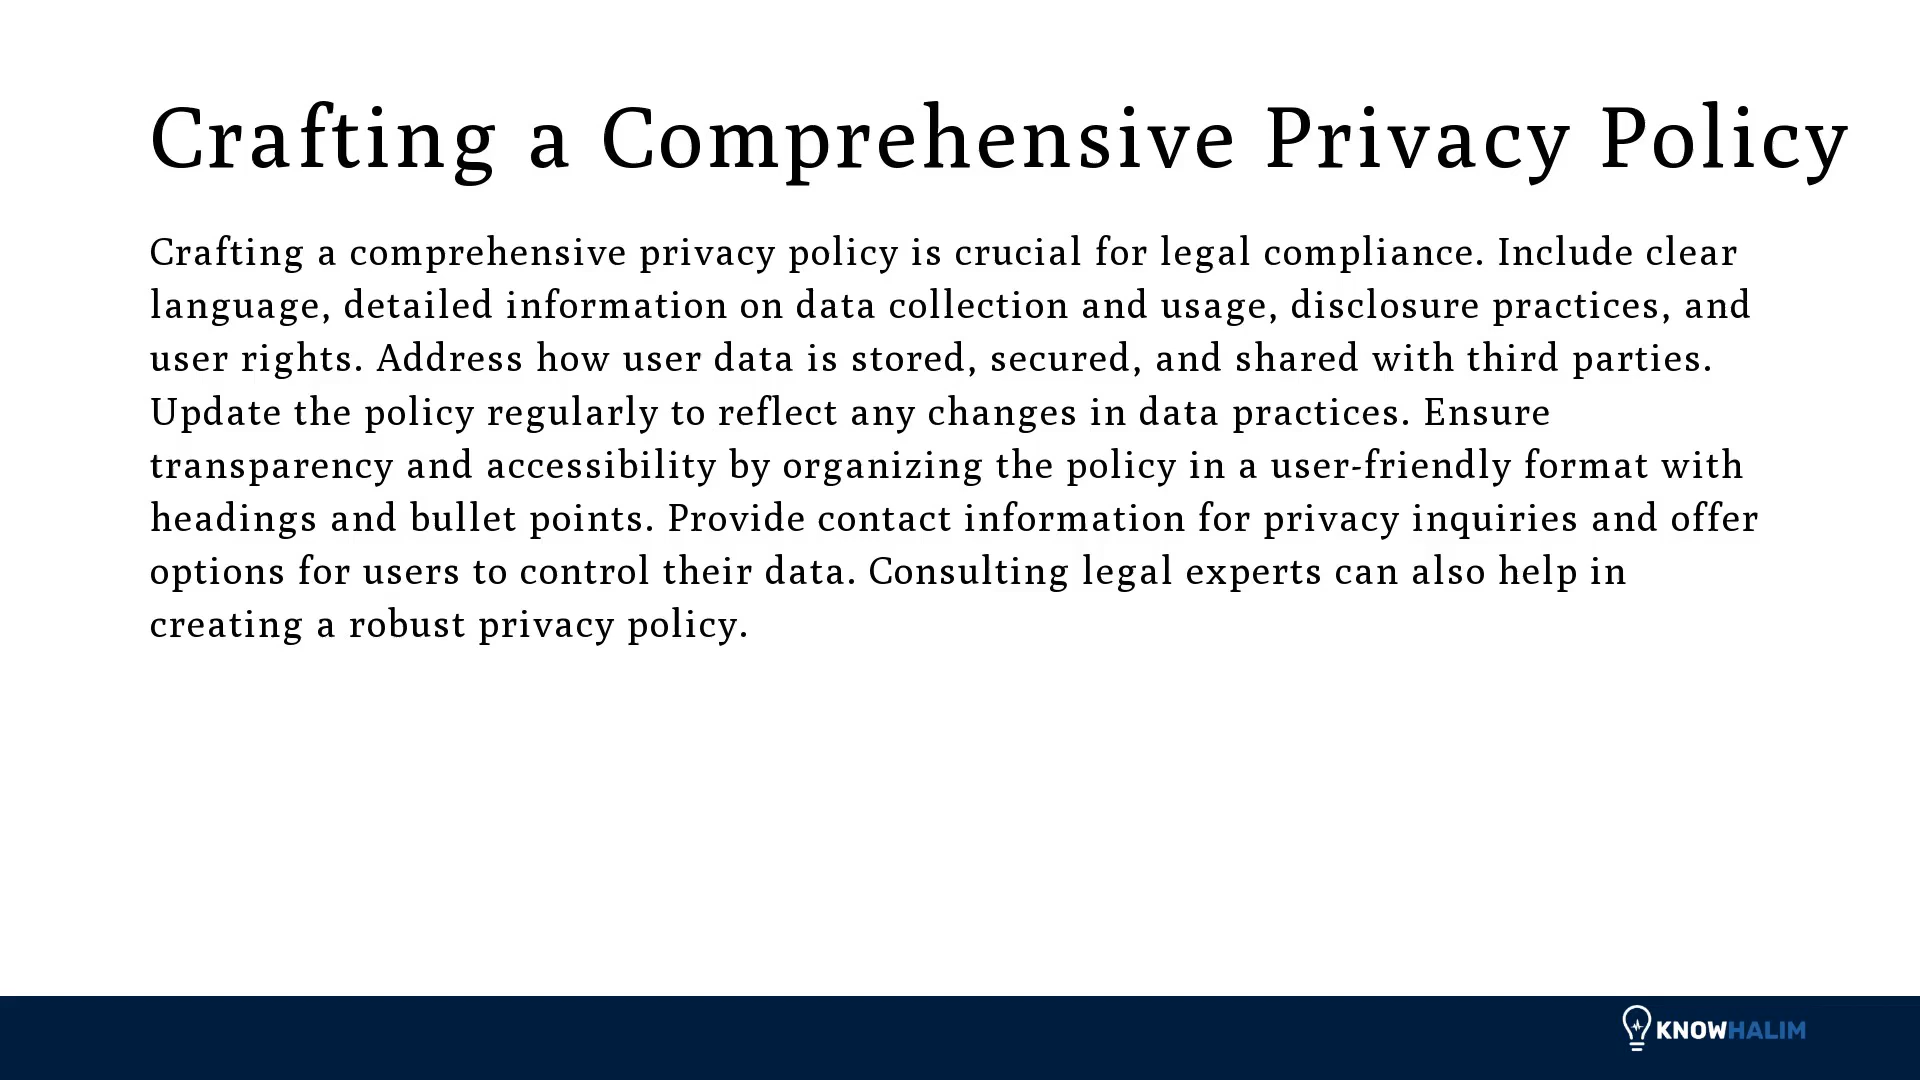 Crafting a Comprehensive Privacy Policy
Crafting a comprehensive privacy policy is crucial for legal compliance. Include clear
language, detailed information on data collection and usage, disclosure practices, and
user rights. Address how user data is stored, secured, and shared with third parties.
Update the policy regularly to reflect any changes in data practices. Ensure
transparency and accessibility by organizing the policy in a user-friendly format with
headings and bullet points. Provide contact information for privacy inquiries and offer
options for users to control their data. Consulting legal experts can also help in
creating a robust privacy policy.
KNOWHALIM